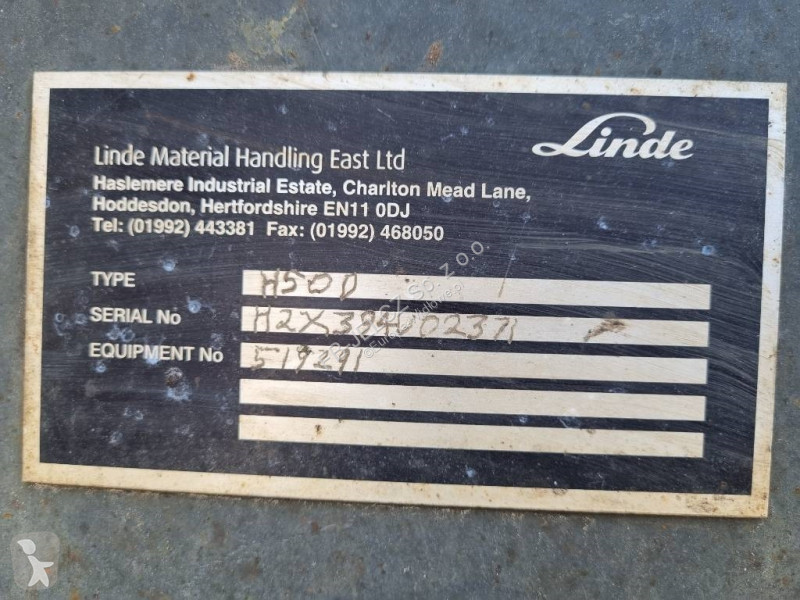 Linde
Linde Material Handling East Ltd
Haslemere Industrial Estate, Charlton Mead Lane,
Hoddesdon, Hertfordshire EN11 0DJ
Tel: (01992) 443381 Fax: (01992) 468050
TYPE H50D
SERIAL No
EQUIPMENT No 519291